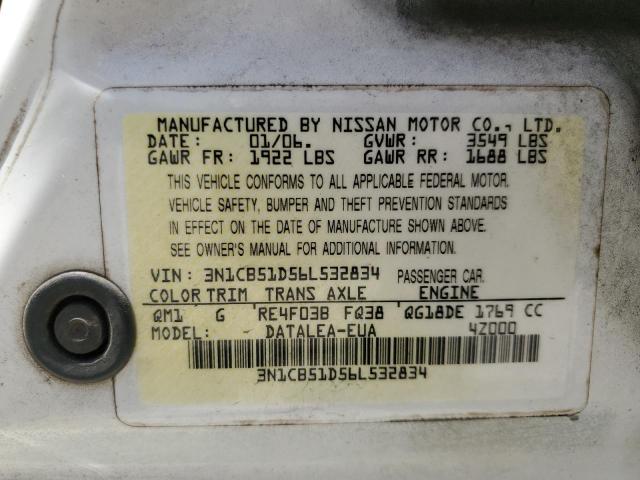 MANUFACTURED BY NISSAN MOTOR CO., LTD.
DATE: 01/06. GVWR: 3549 LBS
GAWR FR: 1922 LBS GAWR RR: 1688 LBS
THIS VEHICLE CONFORMS TO ALL APPLICABLE FEDERAL MOTOR
VEHICLE SAFETY, BUMPER AND THEFT PREVENTION STANDARDS
IN EFFECT ON THE DATE OF MANUFACTURE SHOWN ABOVE.
SEE OWNER'S MANUAL FOR ADDITIONAL INFORMATION.
VIN: 3N1CB51D56L532834 PASSENGER CAR.
COLOR TRIM TRANS AXLE ENGINE
QM1 G RE4F03B FQ38 QG18DE 1769 CC
MODEL: DATALEA-EUA 4Z000
3N1CB51D56L532834